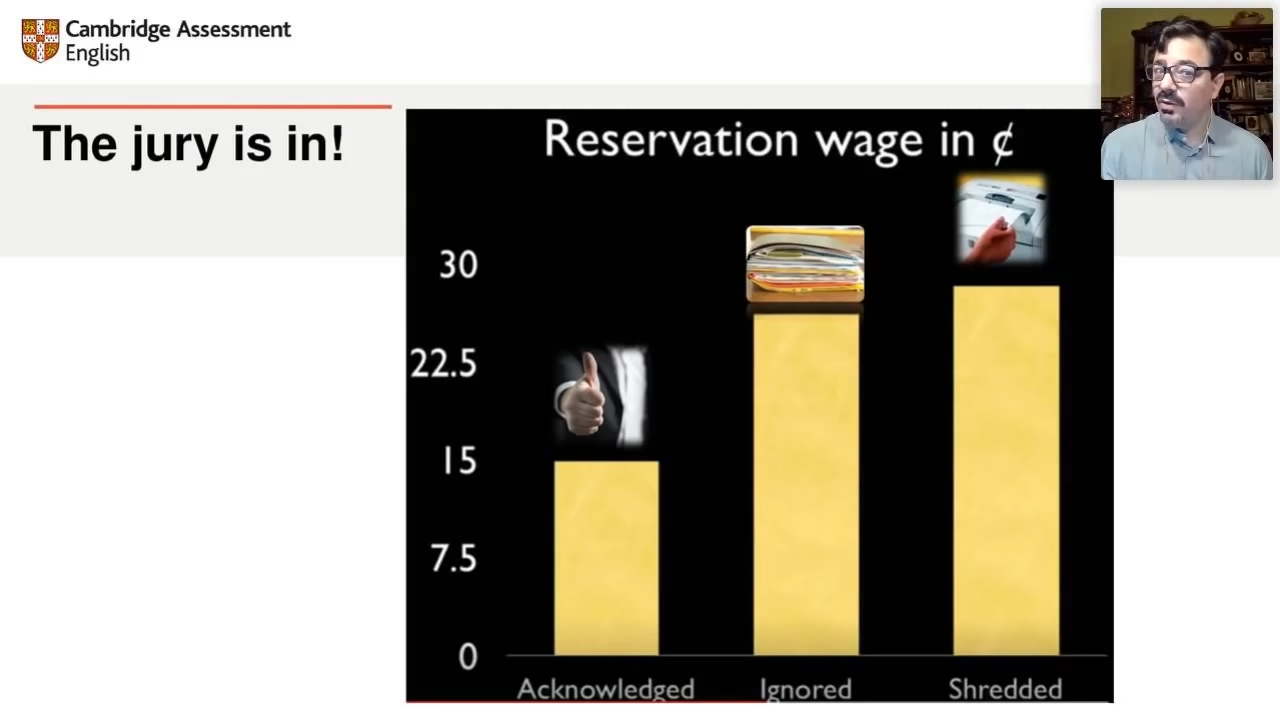 Cambridge Assessment
English
The jury is in!
Reservation wage in ¢
30
22.5
15
7.5
0
Acknowledged
Ignored
Shredded